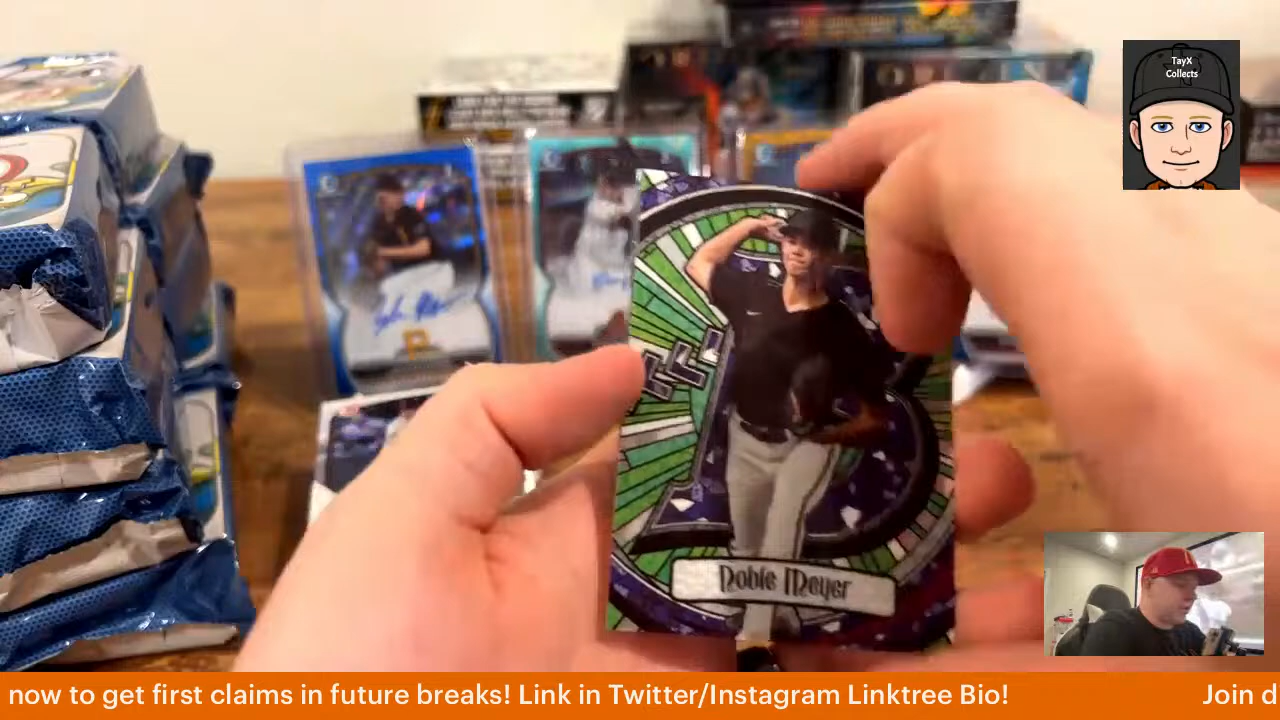 TayX
Collects
Noble Meyer
now to get first claims in future breaks! Link in Twitter/Instagram Linktree Bio!
Join d